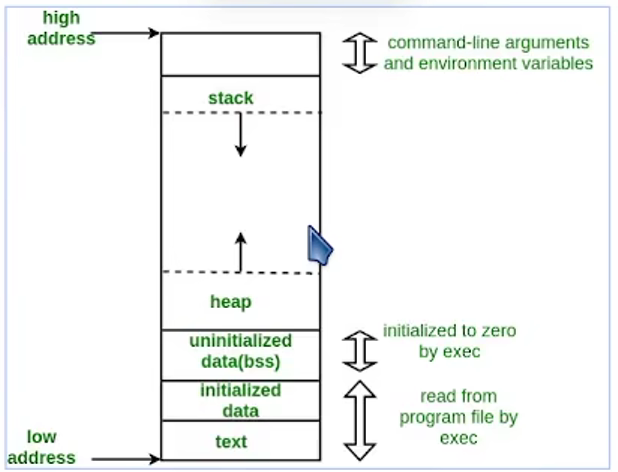 high
address
command-line arguments
and environment variables
stack
heap
uninitialized
data(bss)
initialized to zero
by exec
initialized
data
read from
program file by
exec
text
low
address